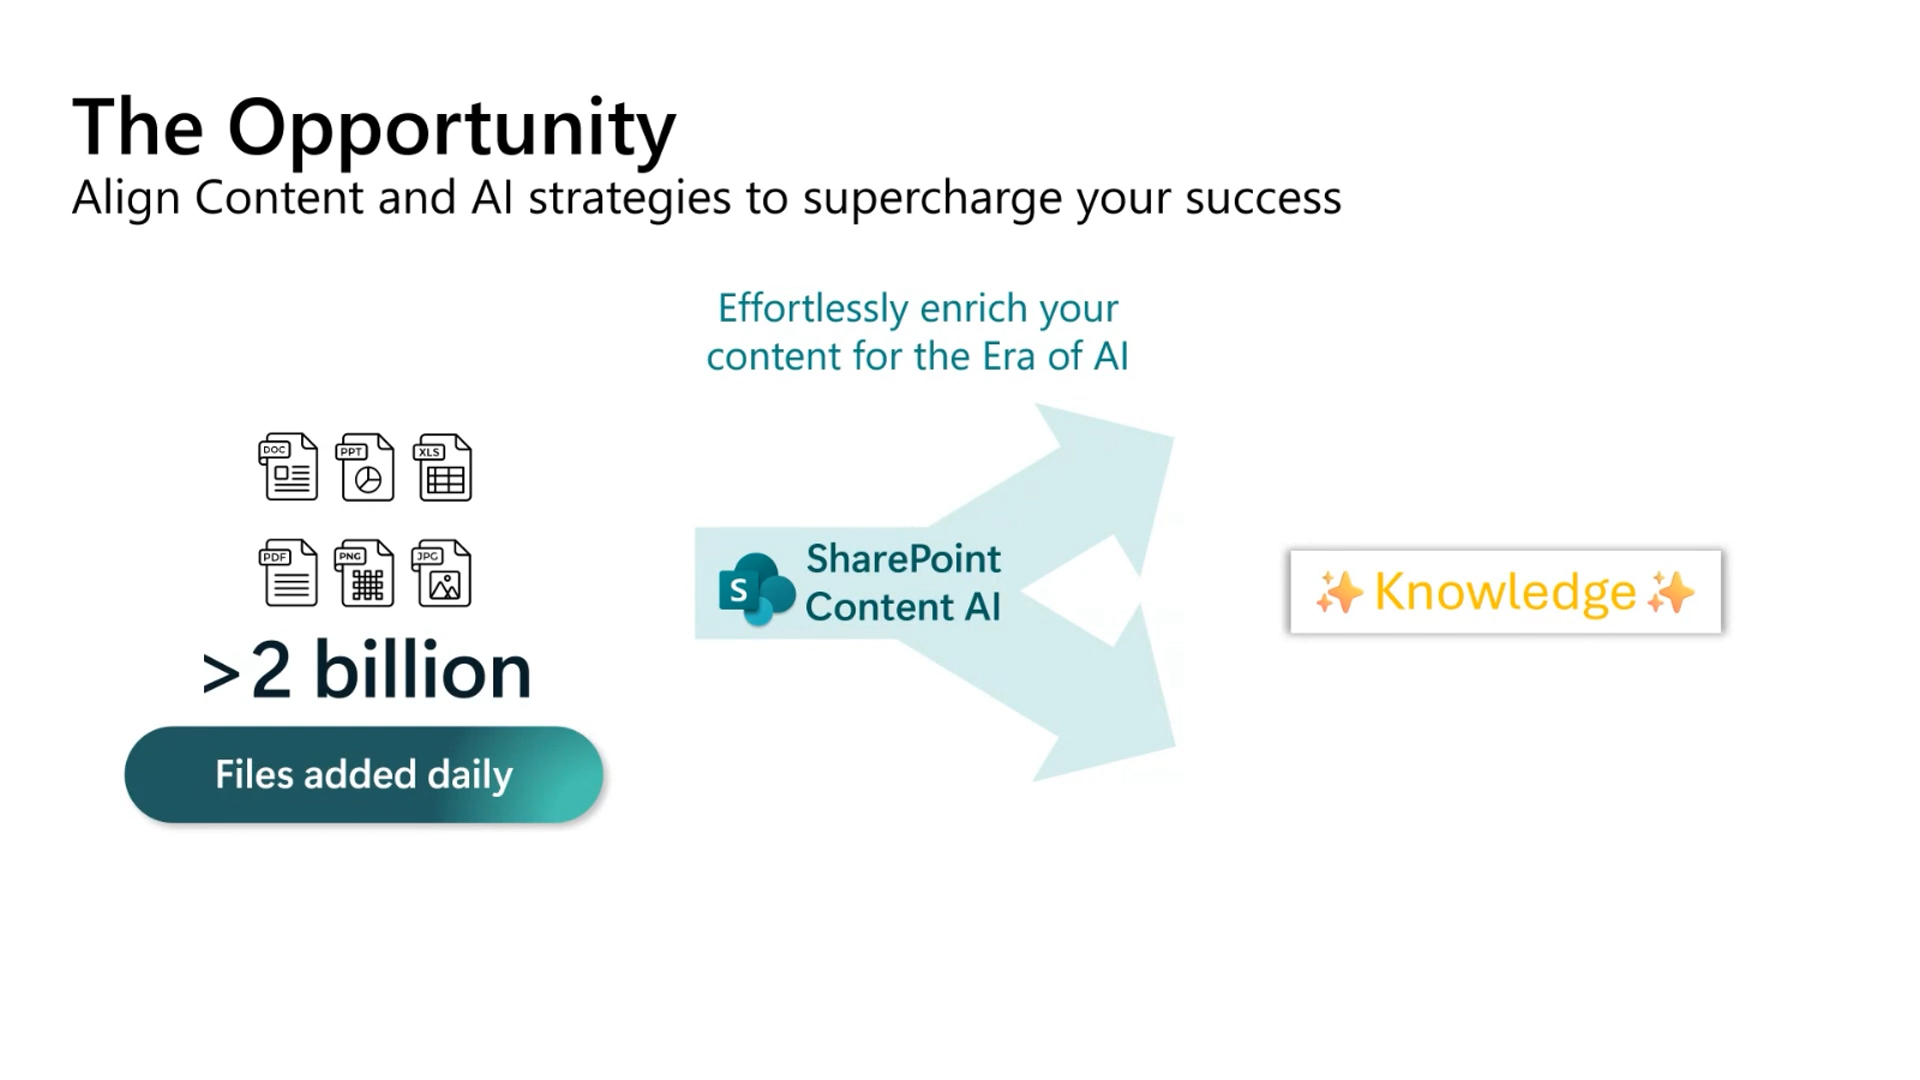 The Opportunity
Align Content and AI strategies to supercharge your success
Effortlessly enrich your
content for the Era of AI
DOC
PPT
XLS
PDF
PNG
JPG
>2 billion
Files added daily
S
SharePoint
Content AI
✨Knowledge✨